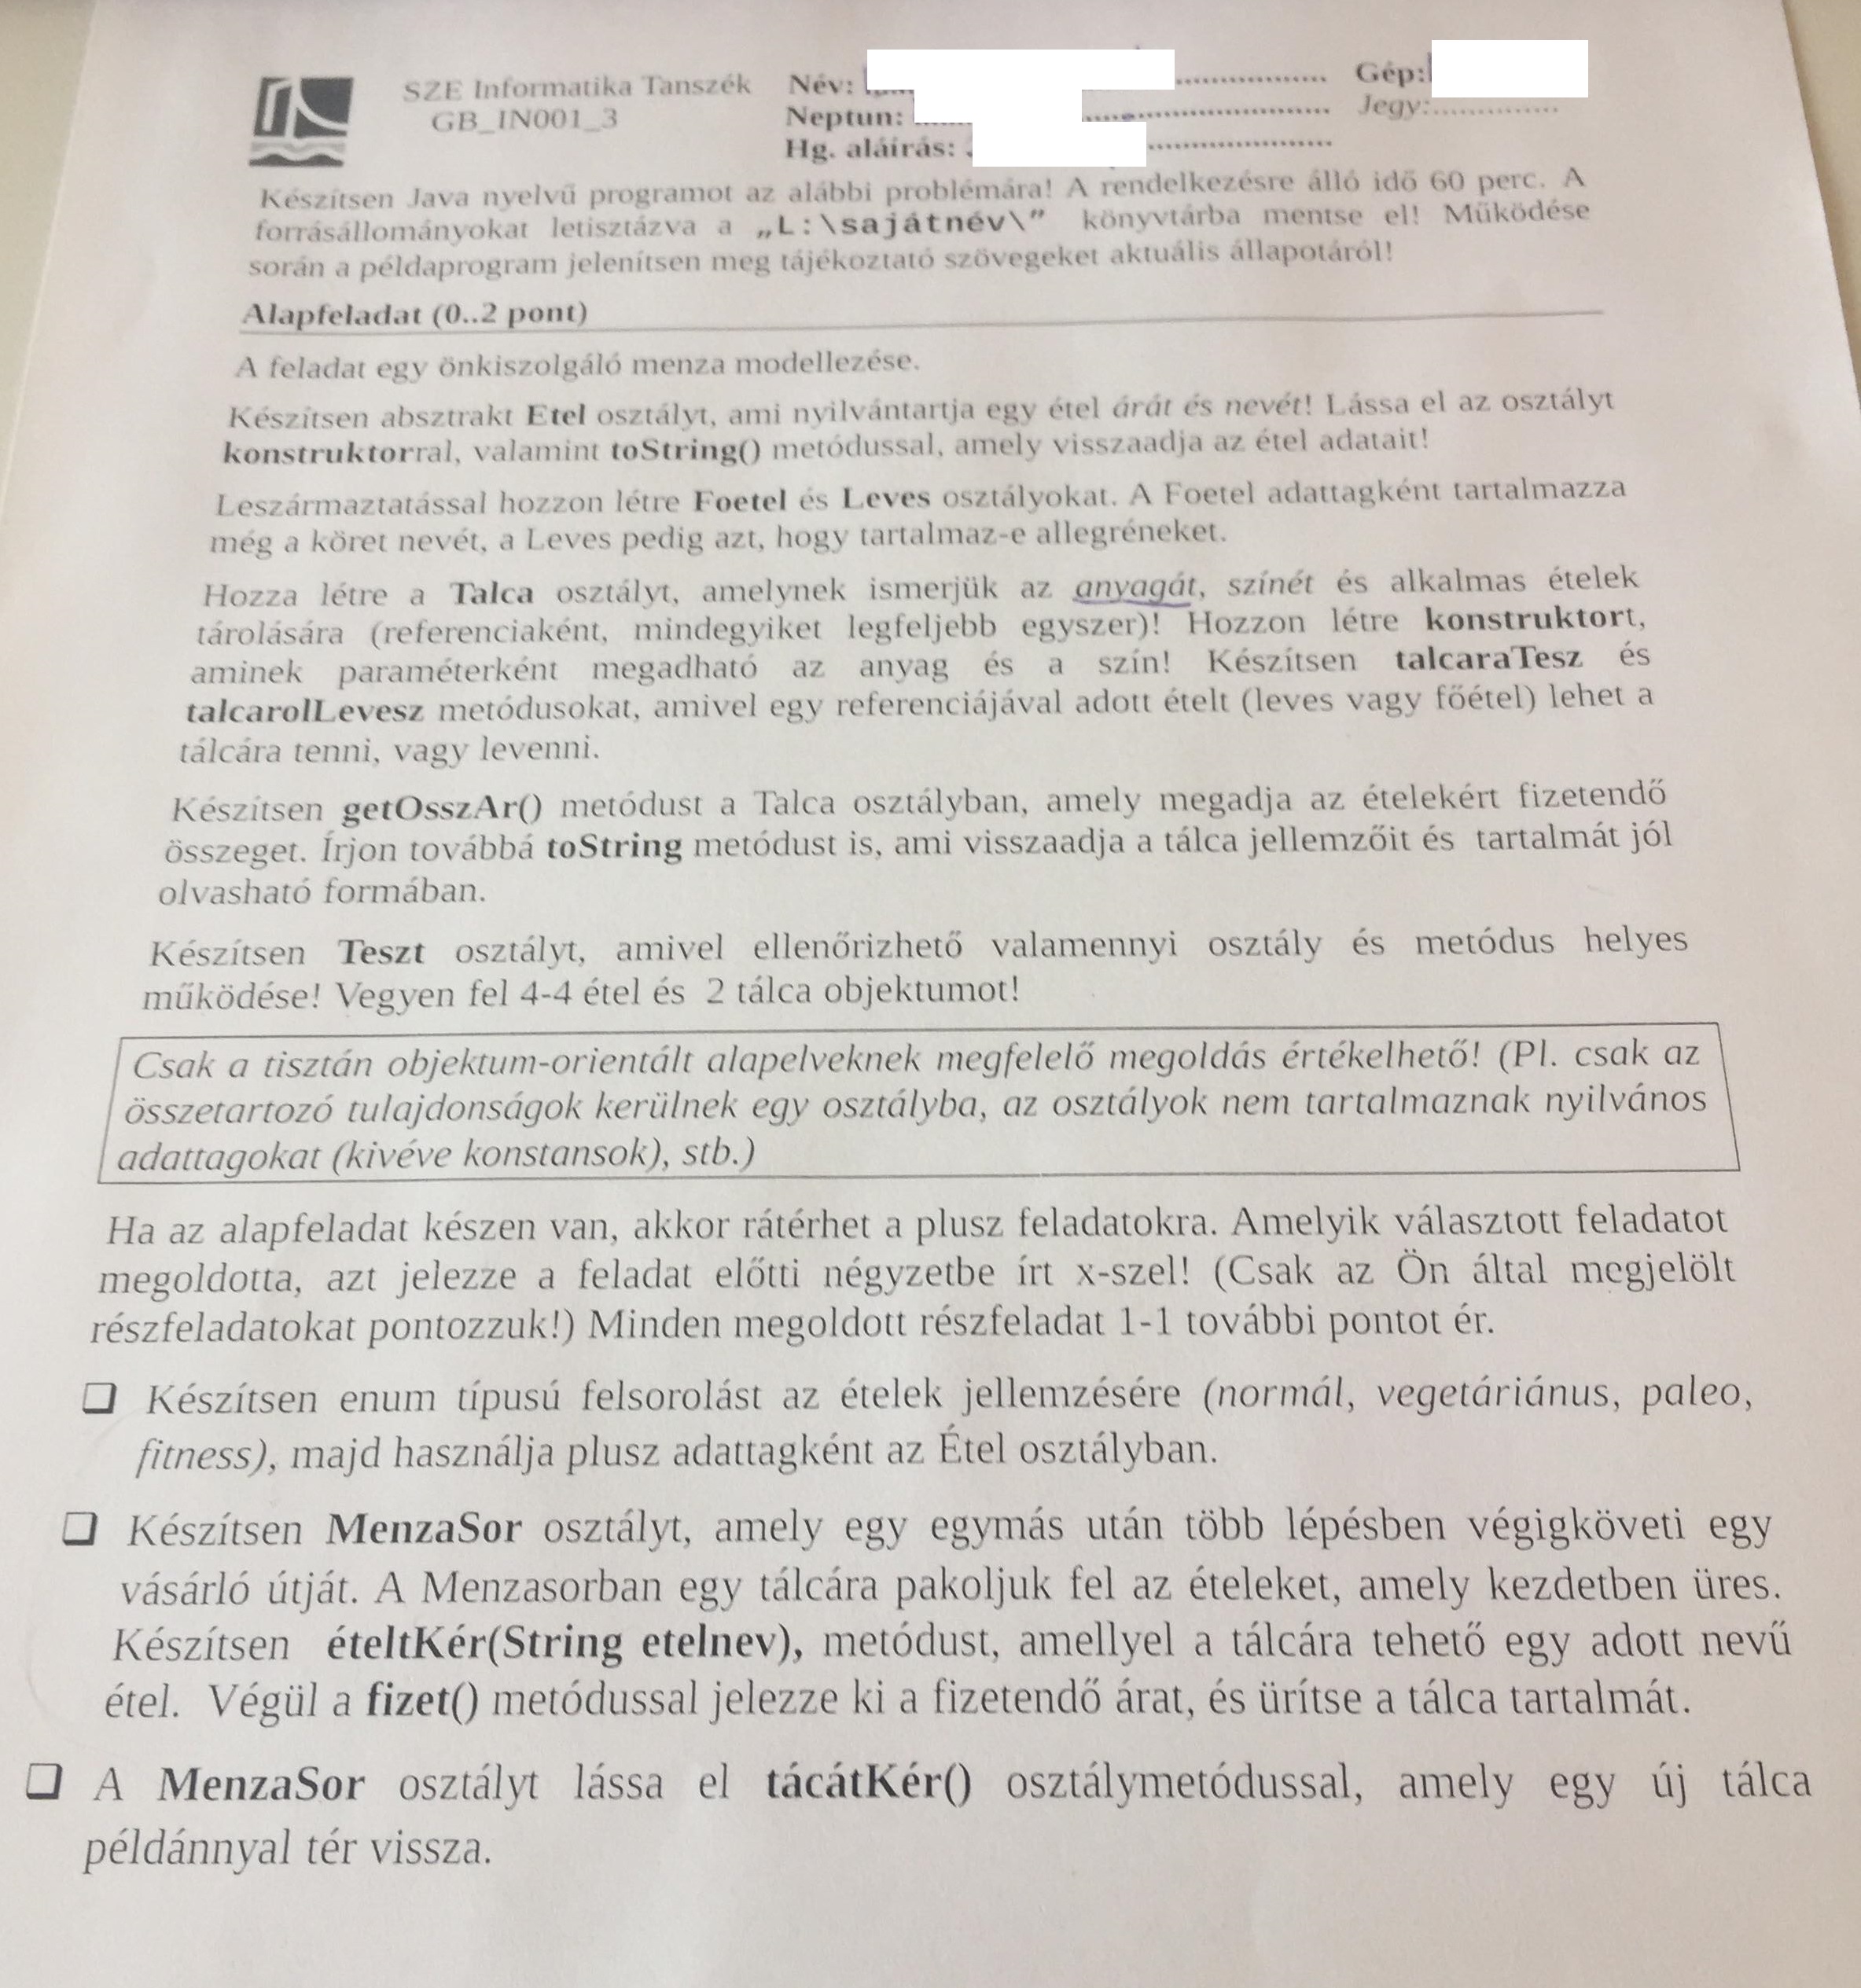 SZE Informatika Tanszék
GB_IN001_3
Név:
Gép:
Neptun:
Jegy:
Hg. aláírás:
Készítsen Java nyelvű programot az alábbi problémára! A rendelkezésre álló idő 60 perc. A
forrásállományokat letisztázva a „L:\sajátnév\” könyvtárba mentse el! Működése
során a példaprogram jelenítsen meg tájékoztató szövegeket aktuális állapotáról!
Alapfeladat (0..2 pont)
A feladat egy önkiszolgáló menza modellezése.
Készítsen absztrakt Etel osztályt, ami nyilvántartja egy étel árát és nevét! Lássa el az osztályt
konstruktorral, valamint toString() metódussal, amely visszaadja az étel adatait!
Leszármaztatással hozzon létre Foetel és Leves osztályokat. A Foetel adattagként tartalmazza
még a köret nevét, a Leves pedig azt, hogy tartalmaz-e allegréneket.
Hozza létre a Talca osztályt, amelynek ismerjük az anyagát, színét és alkalmas ételek
tárolására (referenciaként, mindegyiket legfeljebb egyszer)! Hozzon létre konstruktort,
aminek paraméterként megadható az anyag és a szín! Készítsen talcaraTesz és
talcarolLevesz metódusokat, amivel egy referenciájával adott ételt (leves vagy főétel) lehet a
tálcára tenni, vagy levenni.
Készítsen getOsszAr() metódust a Talca osztályban, amely megadja az ételekért fizetendő
összeget. Írjon továbbá toString metódust is, ami visszaadja a tálca jellemzőit és tartalmát jól
olvasható formában.
Készítsen Teszt osztályt, amivel ellenőrizhető valamennyi osztály és metódus helyes
működése! Vegyen fel 4-4 étel és 2 tálca objektumot!
Csak a tisztán objektum-orientált alapelveknek megfelelő megoldás értékelhető! (Pl. csak az
összetartozó tulajdonságok kerülnek egy osztályba, az osztályok nem tartalmaznak nyilvános
adattagokat (kivéve konstansok), stb.)
Ha az alapfeladat készen van, akkor rátérhet a plusz feladatokra. Amelyik választott feladatot
megoldotta, azt jelezze a feladat előtti négyzetbe írt x-szel! (Csak az Ön által megjelölt
részfeladatokat pontozzuk!) Minden megoldott részfeladat 1-1 további pontot ér.
❑ Készítsen enum típusú felsorolást az ételek jellemzésére (normál, vegetáriánus, paleo,
fitness), majd használja plusz adattagként az Étel osztályban.
❑ Készítsen MenzaSor osztályt, amely egy egymás után több lépésben végigköveti egy
vásárló útját. A Menzasorban egy tálcára pakoljuk fel az ételeket, amely kezdetben üres.
Készítsen ételtKér(String etelnev), metódust, amellyel a tálcára tehető egy adott nevű
étel. Végül a fizet() metódussal jelezze ki a fizetendő árat, és ürítse a tálca tartalmát.
❑ A MenzaSor osztályt lássa el tácátKér() osztálymetódussal, amely egy új tálca
példánnyal tér vissza.